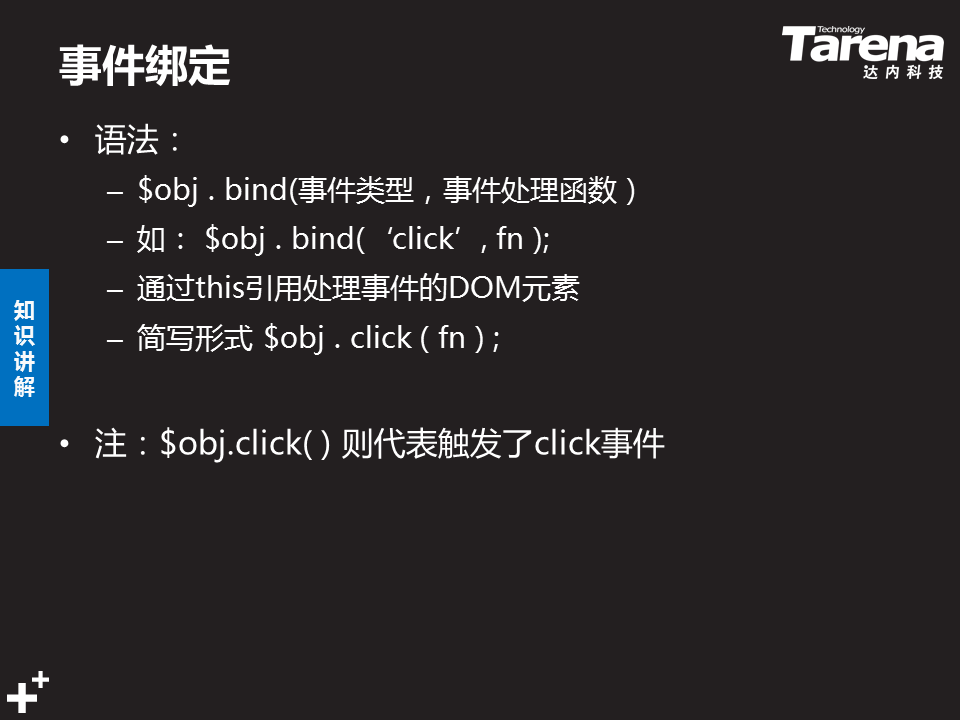 事件绑定
Technology
Tarena
达内科技
• 语法：
– $obj . bind(事件类型，事件处理函数 )
– 如： $obj . bind( ‘click’, fn );
– 通过this引用处理事件的DOM元素
– 简写形式 $obj . click ( fn ) ;
知识讲解
• 注：$obj.click( ) 则代表触发了click事件